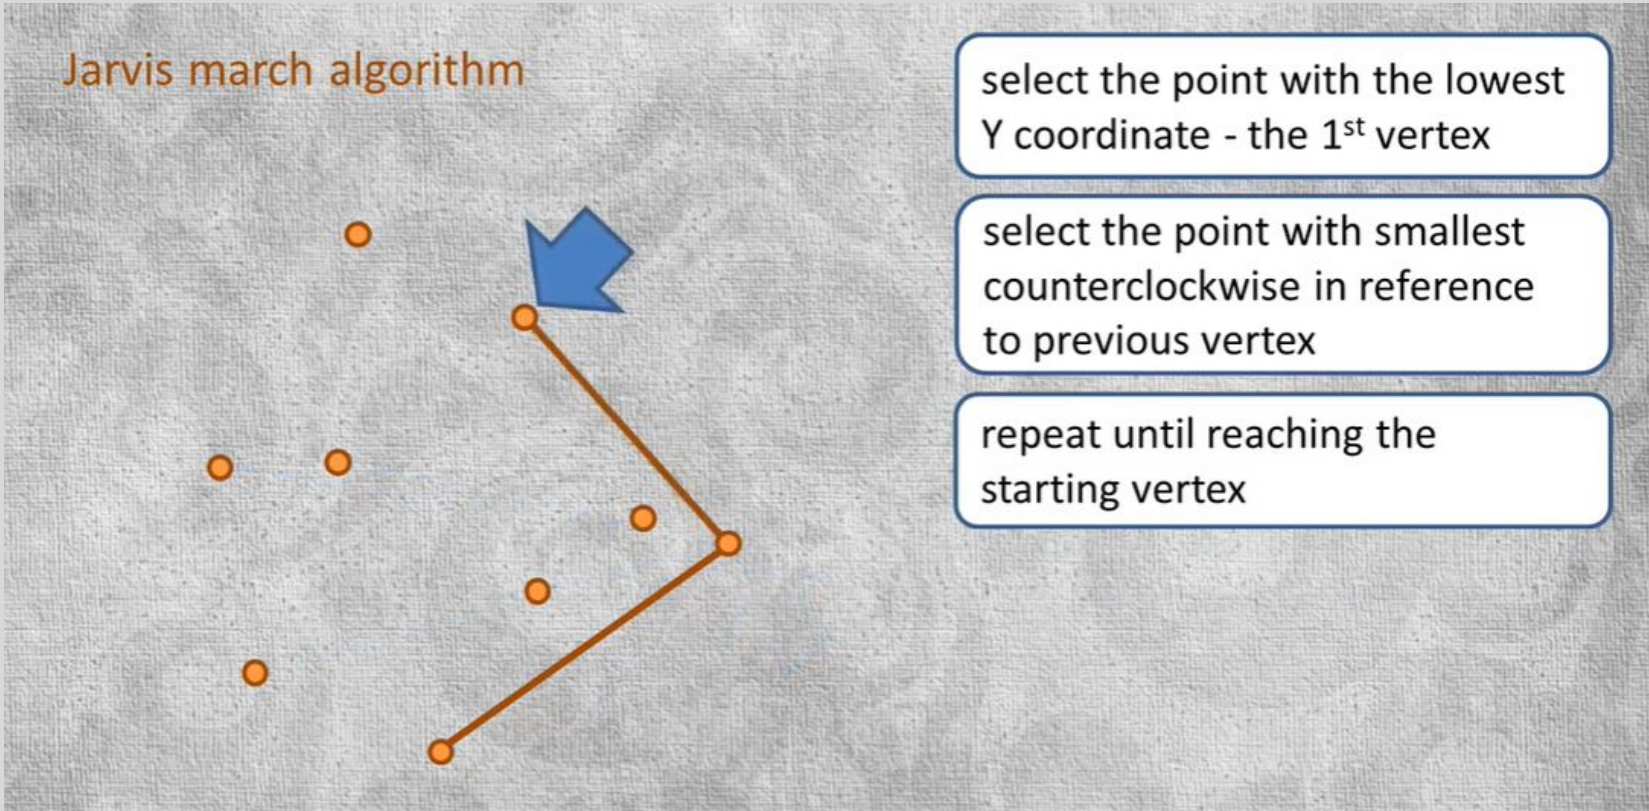 Jarvis march algorithm
select the point with the lowest
Y coordinate - the 1st vertex
select the point with smallest
counterclockwise in reference
to previous vertex
repeat until reaching the
starting vertex